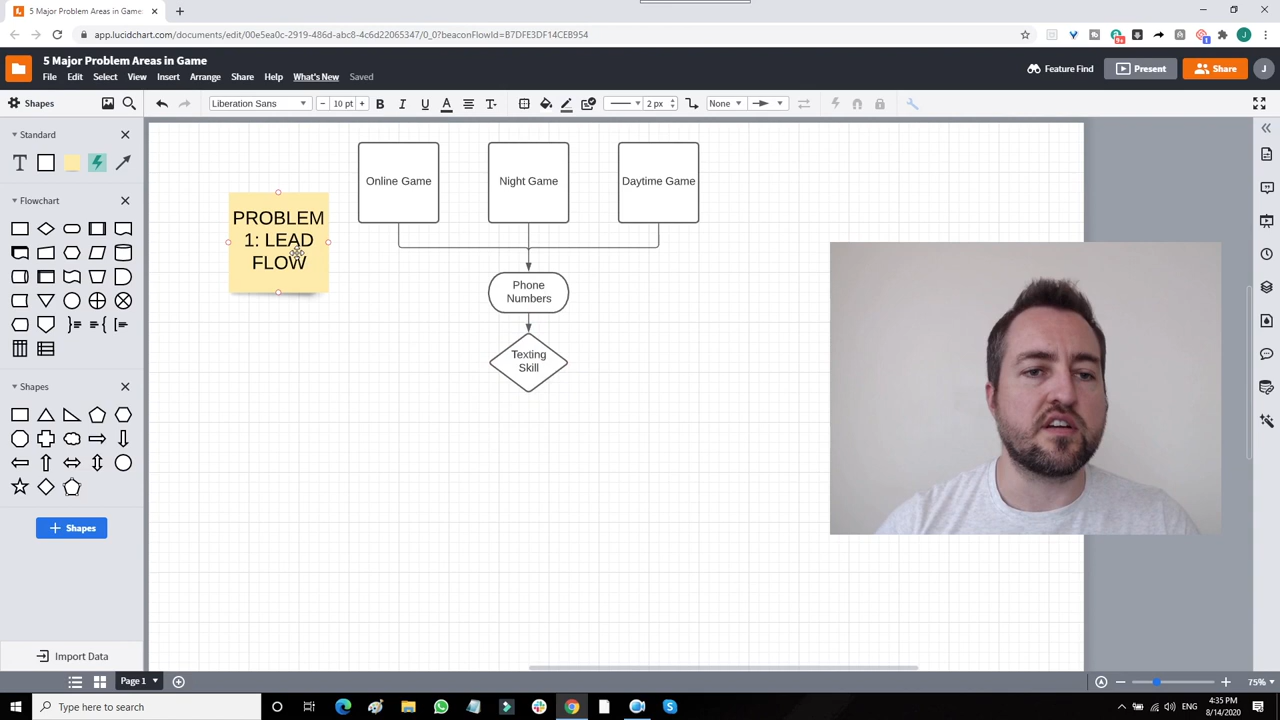 5 Major Problem Areas in Game
app.lucidchart.com/documents/edit/00e5ea0c-2919-486d-abc8-4c6d22065347/0_0?beaconFlowId=B7DFE3DF14CEB954
5 Major Problem Areas in Game
File Edit Select View Insert Arrange Share Help What's New Saved
Feature Find
Present
Share
J
Shapes
Liberation Sans
10 pt
2 px
None
Standard
Flowchart
Shapes
+ Shapes
Import Data
PROBLEM
1: LEAD
FLOW
Online Game
Night Game
Daytime Game
Phone
Numbers
Texting
Skill
Page 1
75%
Type here to search
ENG
4:35 PM
8/14/2020